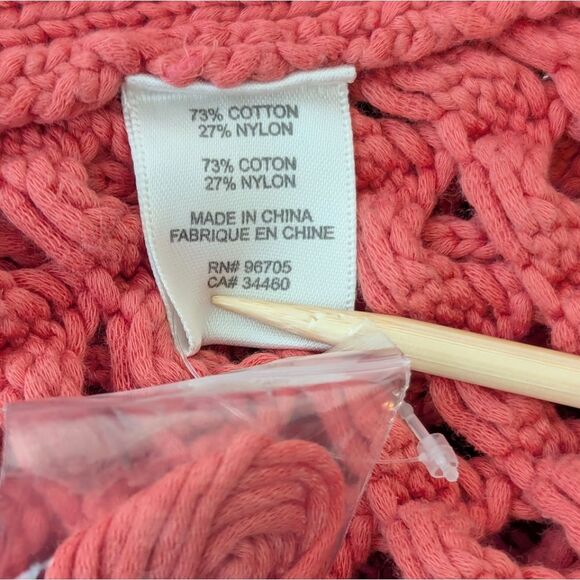 73% COTTON
27% NYLON
73% COTON
27% NYLON
MADE IN CHINA
FABRIQUE EN CHINE
RN# 96705
CA# 34460